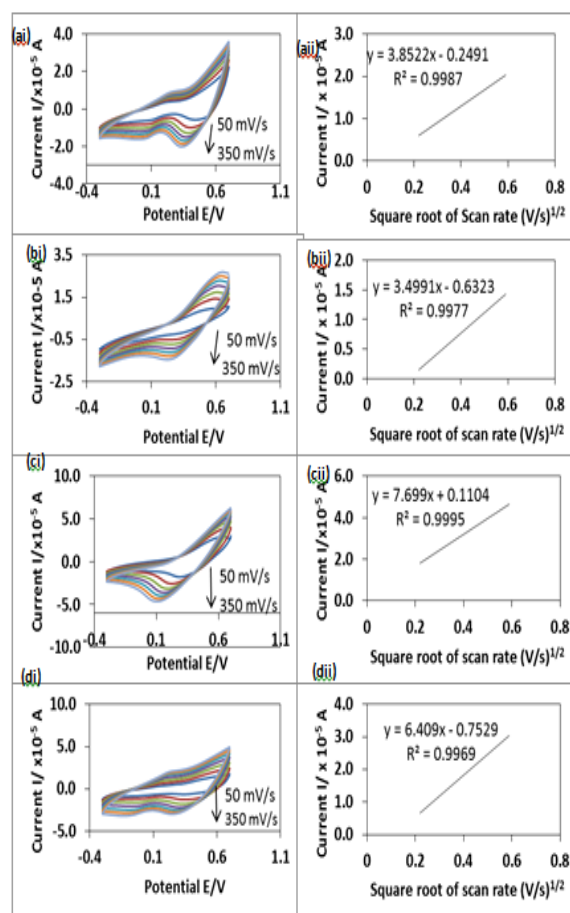 (ai)
4.0
2.0
0.0
-2.0
-4.0
Current I/x10⁻⁵ A
50 mV/s
350 mV/s
-0.4
0.1
0.6
1.1
Potential E/V
(aii)
y = 3.8522x - 0.2491
R² = 0.9987
3.0
2.0
1.0
0.0
Current I/ x 10⁻⁵ A
0
0.2
0.4
0.6
0.8
Square root of Scan rate (V/s)¹/²
(bi)
3.5
1.5
-0.5
-2.5
Current I/x10-5 A
50 mV/s
350 mV/s
-0.4
0.1
0.6
1.1
Potential E/V
(bii)
y = 3.4991x - 0.6323
R² = 0.9977
2.0
1.5
1.0
0.5
0.0
Current I/ x 10⁻⁵ A
0
0.2
0.4
0.6
0.8
Square root of scan rate (V/s)¹/²
(ci)
10.0
5.0
0.0
-5.0
-10.0
Current I/x10⁻⁵ A
50 mV/s
350 mV/s
-0.4
0.1
0.6
1.1
Potential E/V
(cii)
y = 7.699x + 0.1104
R² = 0.9995
6.0
4.0
2.0
0.0
Current I/x10⁻⁵ A
0
0.2
0.4
0.6
0.8
Square root of scan rate (V/s)¹/²
(di)
10.0
5.0
0.0
-5.0
Current I/ x10⁻⁵ A
50 mV/s
350 mV/s
-0.4
0.1
0.6
1.1
Potential E/V
(dii)
y = 6.409x - 0.7529
R² = 0.9969
4.0
3.0
2.0
1.0
0.0
Current I/ x 10⁻⁵ A
0
0.2
0.4
0.6
0.8
Square root of scan rate (V/s)¹/²